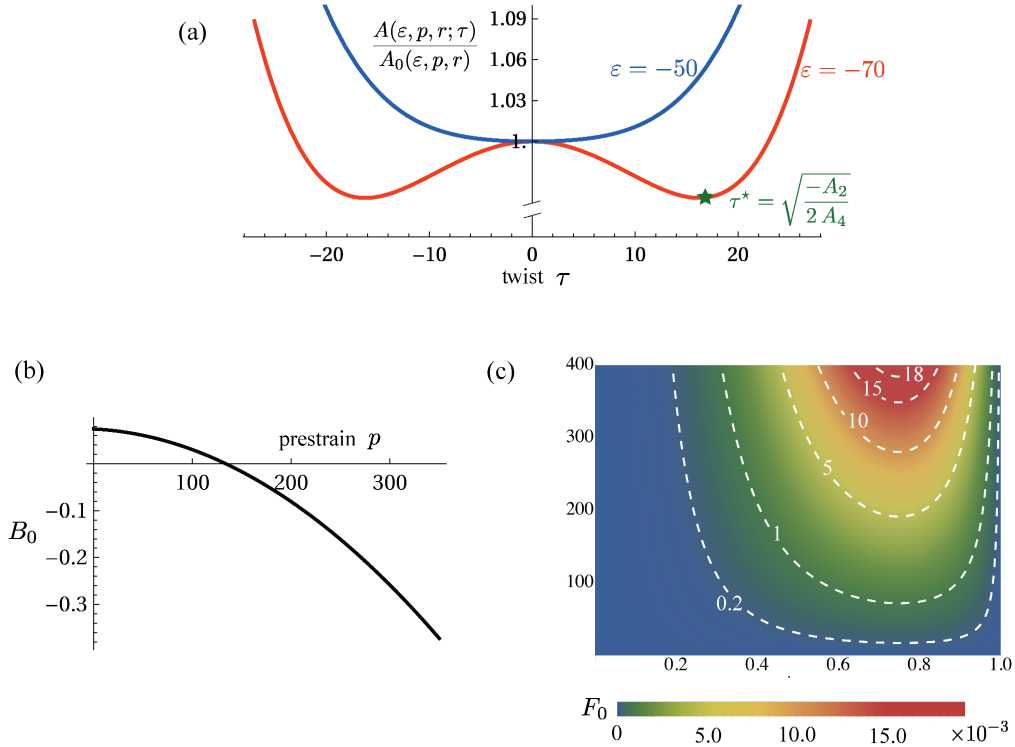 (a)
A(ε, p, r; τ)
A₀(ε, p, r)
1.09
1.06
1.03
1.
ε = −50
ε = −70
τ* = √(−A₂ / 2 A₄)
−20 −10 0 10 20
twist τ
(b)
prestrain p
100 200 300
B₀
−0.1
−0.2
−0.3
(c)
400
300
200
100
18
15
10
5
1
0.2
0.2 0.4 0.6 0.8 1.0
F₀
0 5.0 10.0 15.0 ×10⁻³